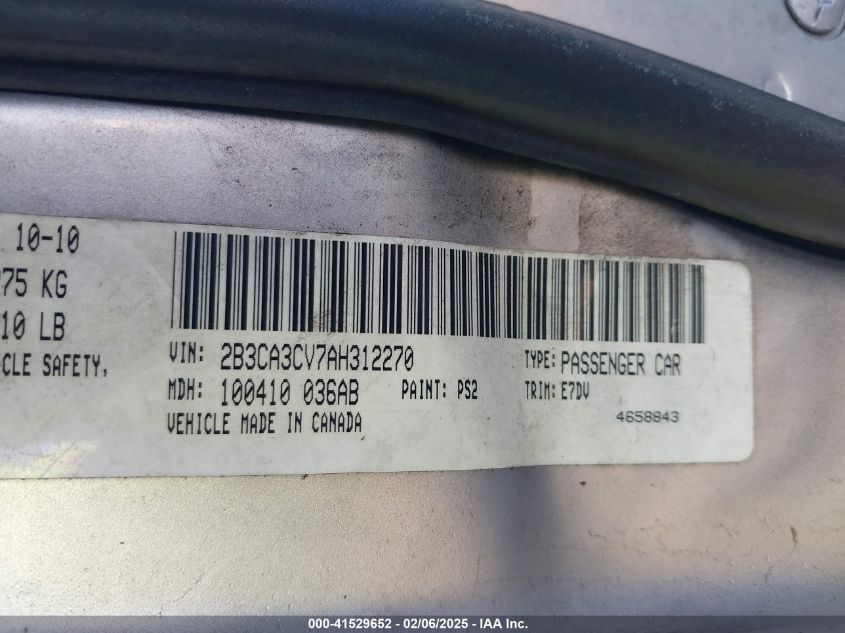 10-10
75 KG
10 LB
CLE SAFETY,
VIN: 2B3CA3CV7AH312270 TYPE: PASSENGER CAR
MDH: 100410 036AB PAINT: PS2 TRIM: E7DV
VEHICLE MADE IN CANADA
4658843
000-41529652 - 02/06/2025 - IAA Inc.